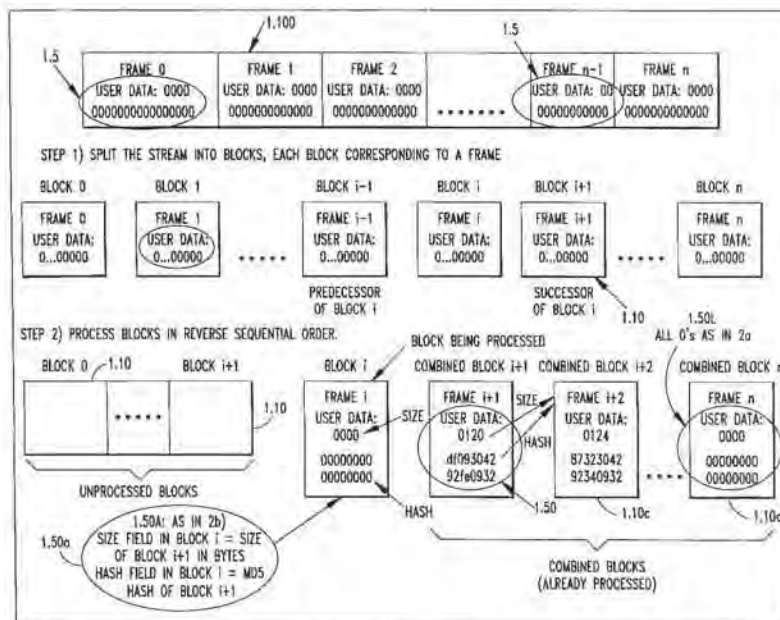 1.100
1.5
1.5
FRAME 0 FRAME 1 FRAME 2 FRAME n-1 FRAME n
USER DATA: 0000 USER DATA: 0000 USER DATA: 0000 USER DATA: 00 USER DATA: 0000
0000000000000000 0000000000000 0000000000000 00000000000 0000000000000
STEP 1) SPLIT THE STREAM INTO BLOCKS, EACH BLOCK CORRESPONDING TO A FRAME
BLOCK 0 BLOCK 1 BLOCK i-1 BLOCK i BLOCK i+1 BLOCK n
FRAME 0 FRAME 1 FRAME i-1 FRAME i FRAME i+1 FRAME n
USER DATA: USER DATA: USER DATA: USER DATA: USER DATA: USER DATA:
0...00000 0...00000 0...00000 0...00000 0...00000 0...00000
PREDECESSOR SUCCESSOR
OF BLOCK i OF BLOCK i
1.10
1.50L
ALL 0's AS IN 2a
STEP 2) PROCESS BLOCKS IN REVERSE SEQUENTIAL ORDER.
BLOCK BEING PROCESSED
BLOCK 0 1.10 BLOCK i+1 BLOCK i COMBINED BLOCK i+1 COMBINED BLOCK i+2 COMBINED BLOCK n
FRAME i FRAME i+1 FRAME i+2 FRAME n
USER DATA: SIZE USER DATA: SIZE USER DATA: USER DATA:
0000 0120 0124 0000
1.10
HASH
00000000 df093042 87323042 00000000
00000000 92fe0932 92340932 00000000
UNPROCESSED BLOCKS
HASH
1.50
1.10c
1.10c
1.50a
1.50A: AS IN 2b)
SIZE FIELD IN BLOCK i = SIZE
OF BLOCK i+1 IN BYTES
HASH FIELD IN BLOCK i = MD5
HASH OF BLOCK i+1
COMBINED BLOCKS
(ALREADY PROCESSED)